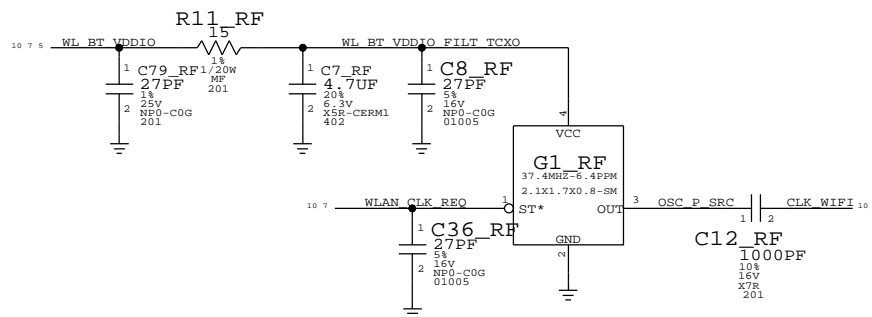 R11_RF
15
10 7 5
WL_BT_VDDIO
WL_BT_VDDIO_FILT_TCXO
1%
1/20W
MF
201
1
C79_RF
27PF
1%
25V
NP0-C0G
201
2
1
C7_RF
4.7UF
20%
6.3V
X5R-CERM1
402
2
1
C8_RF
27PF
5%
16V
NP0-C0G
01005
2
4
VCC
G1_RF
37.4MHZ-6.4PPM
2.1X1.7X0.8-SM
10 7
WLAN_CLK_REQ
1
ST*
OUT
3
OSC_P_SRC
CLK_WIFI
10
1
C36_RF
27PF
5%
16V
NP0-C0G
01005
2
GND
2
1 2
C12_RF
1000PF
10%
16V
X7R
201